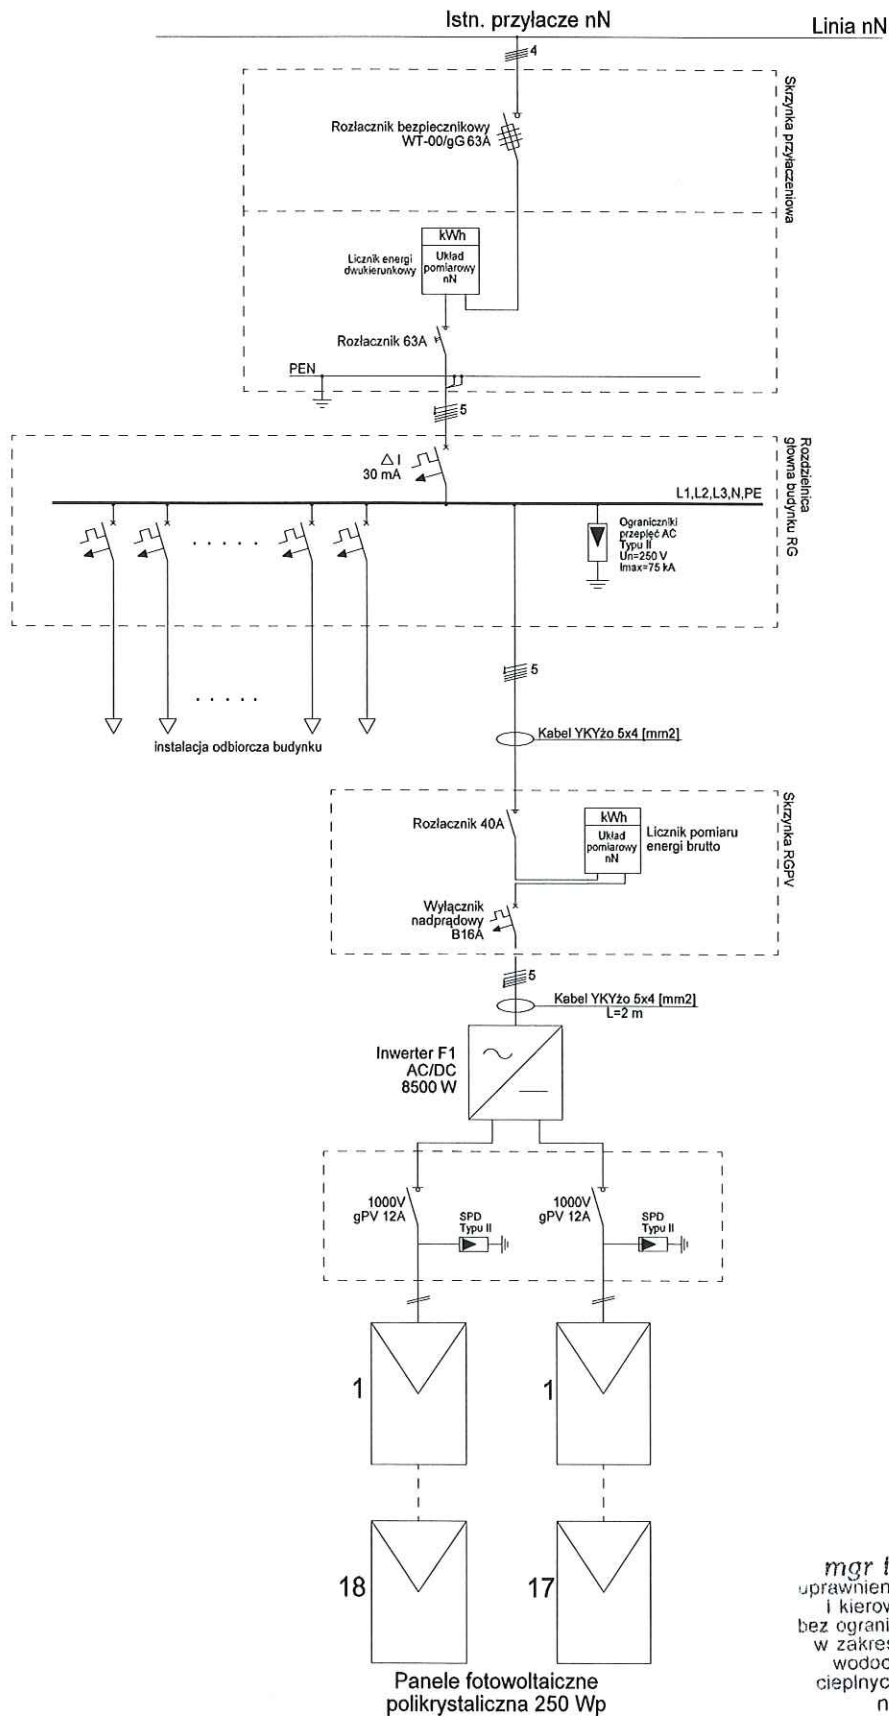 Istn. przyłacze nN
Linia nN
4
Skrzynka przyłaczeniowa
Rozłacznik bezpiecznikowy
WT-00/gG 63A
kWh
Układ
pomiarowy
nN
Licznik energi
dwukierunkowy
Rozłacznik 63A
PEN
5
Rozdzielnica
głowna budynku RG
Δ I
30 mA
L1,L2,L3,N,PE
Ograniczniki
przepięć AC
Typu II
Un=250 V
Imax=75 kA
5
instalacja odbiorcza budynku
Kabel YKYżo 5x4 [mm2]
Skrzynka RGPV
Rozłacznik 40A
kWh
Układ
pomiarowy
nN
Licznik pomiaru
energi brutto
Wyłącznik
nadprądowy
B16A
5
Kabel YKYżo 5x4 [mm2]
L=2 m
Inwerter F1
AC/DC
8500 W
1000V
gPV 12A
SPD
Typu II
1000V
gPV 12A
SPD
Typu II
1
1
18
17
Panele fotowoltaiczne
polikrystaliczna 250 Wp
mgr
uprawnien
i kierow
bez ograni
w zakres
wodoc
cieplnyc
n